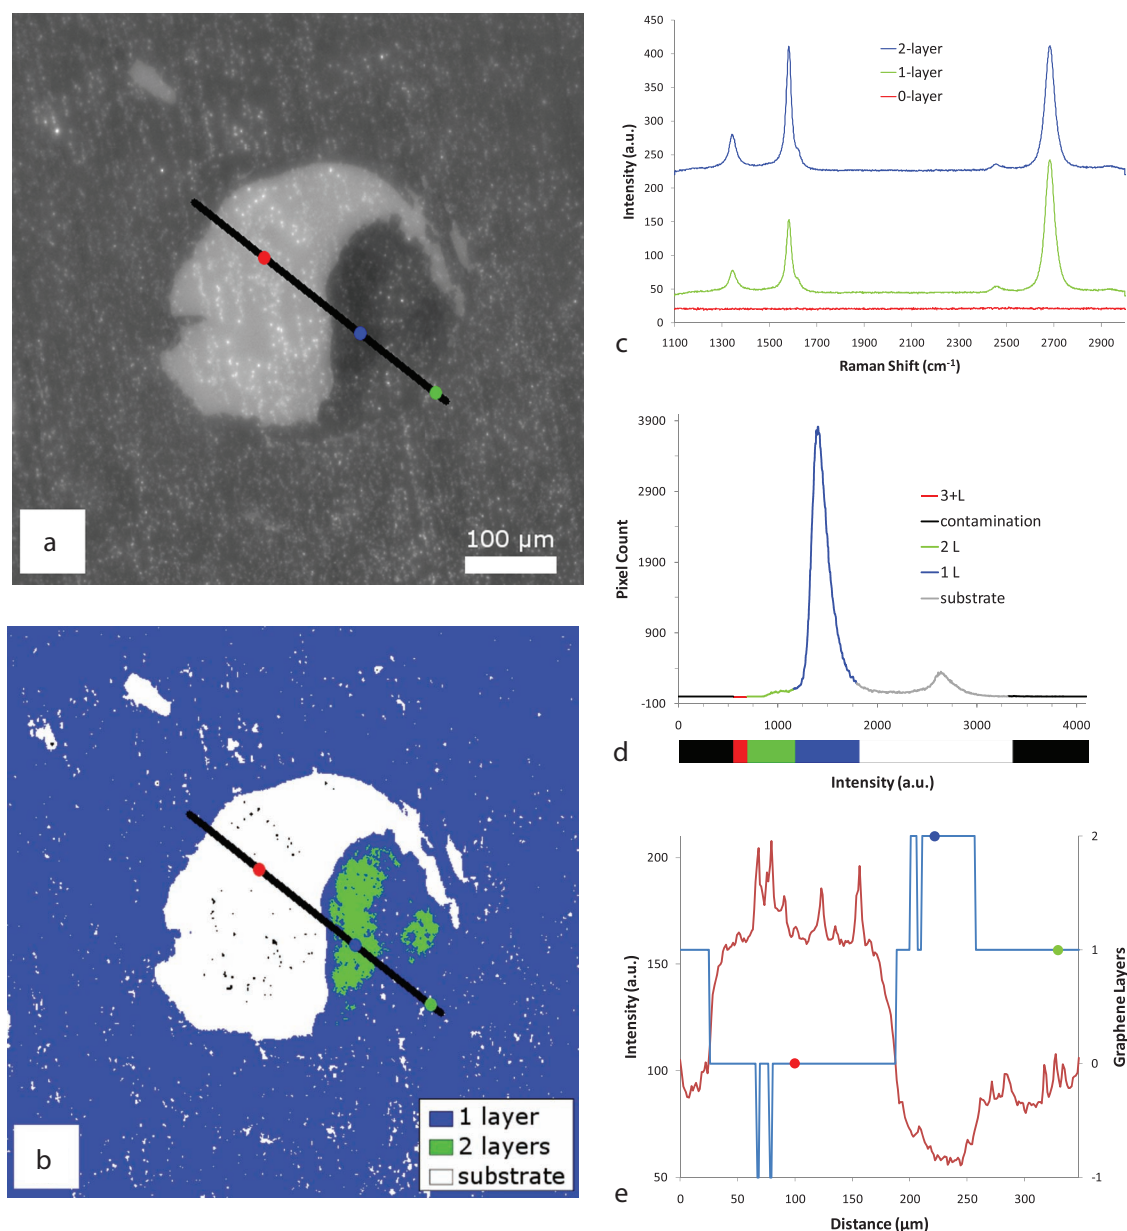 100 µm
a
1 layer
2 layers
substrate
b
450
400
350
300
250
200
150
100
50
0
Intensity (a.u.)
2-layer
1-layer
0-layer
1100 1300 1500 1700 1900 2100 2300 2500 2700 2900
Raman Shift (cm⁻¹)
c
3900
2900
1900
900
-100
Pixel Count
3+L
contamination
2 L
1 L
substrate
0 1000 2000 3000 4000
d
Intensity (a.u.)
200
150
100
50
Intensity (a.u.)
2
1
0
-1
Graphene Layers
0 50 100 150 200 250 300
e
Distance (µm)